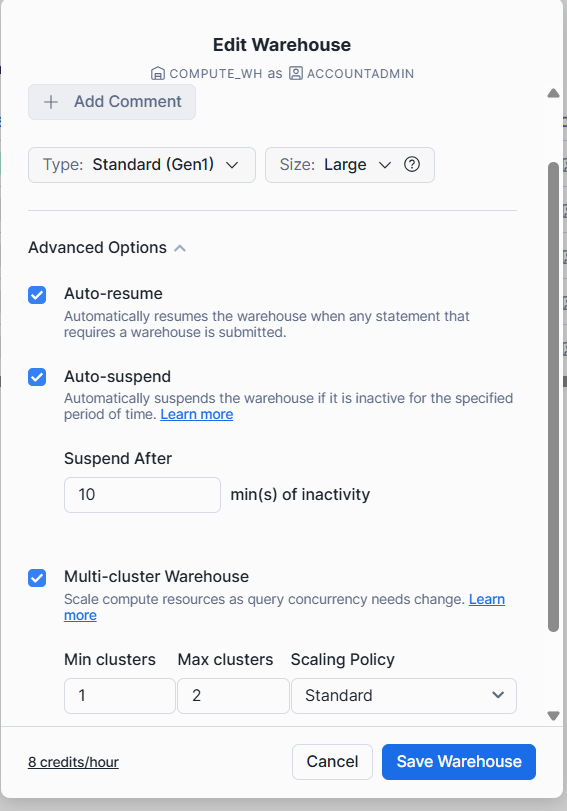 Edit Warehouse
COMPUTE_WH as ACCOUNTADMIN
+ Add Comment
Type: Standard (Gen1) Size: Large ?
Advanced Options
Auto-resume
Automatically resumes the warehouse when any statement that
requires a warehouse is submitted.
Auto-suspend
Automatically suspends the warehouse if it is inactive for the specified
period of time. Learn more
Suspend After
10 min(s) of inactivity
Multi-cluster Warehouse
Scale compute resources as query concurrency needs change. Learn
more
Min clusters Max clusters Scaling Policy
1 2 Standard
8 credits/hour Cancel Save Warehouse